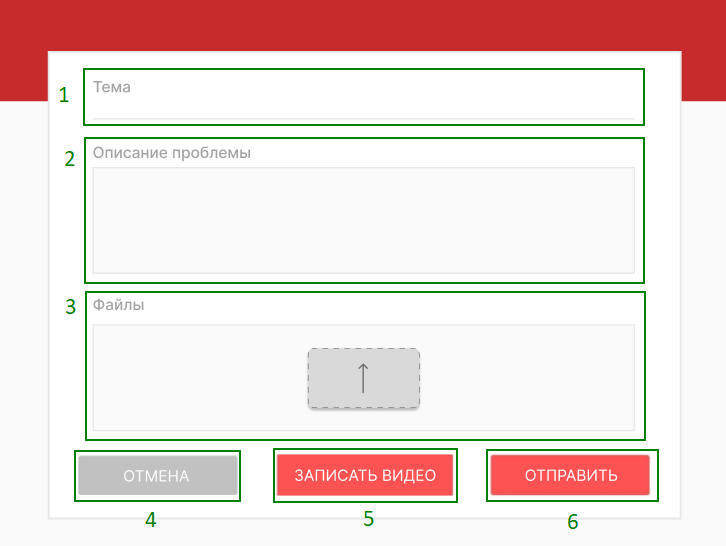 1 Тема
2 Описание проблемы
3 Файлы
ОТМЕНА ЗАПИСАТЬ ВИДЕО ОТПРАВИТЬ
4 5 6